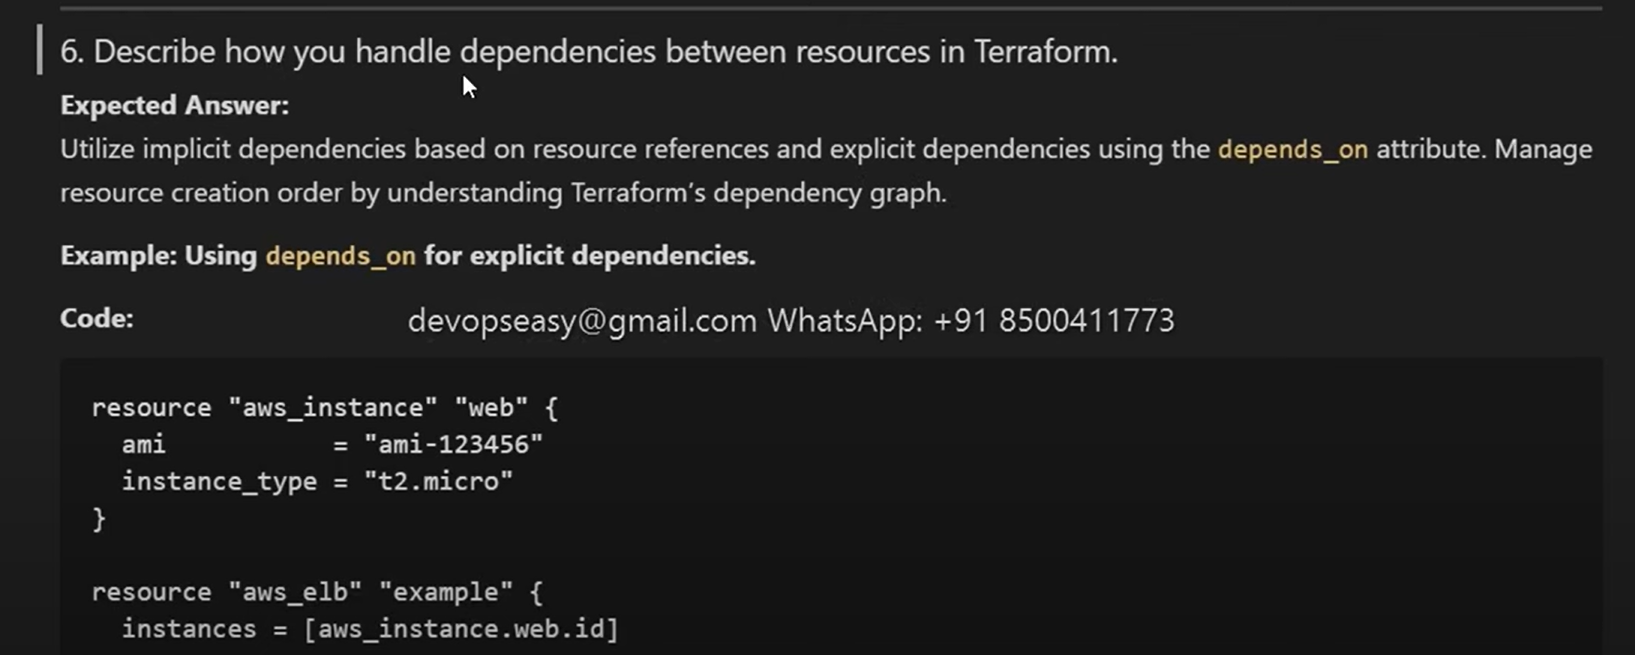 6. Describe how you handle dependencies between resources in Terraform.
Expected Answer:
Utilize implicit dependencies based on resource references and explicit dependencies using the depends_on attribute. Manage
resource creation order by understanding Terraform's dependency graph.
Example: Using depends_on for explicit dependencies.
Code:
devopseasy@gmail.com WhatsApp: +91 8500411773
resource "aws_instance" "web" {
  ami           = "ami-123456"
  instance_type = "t2.micro"
}
resource "aws_elb" "example" {
  instances = [aws_instance.web.id]